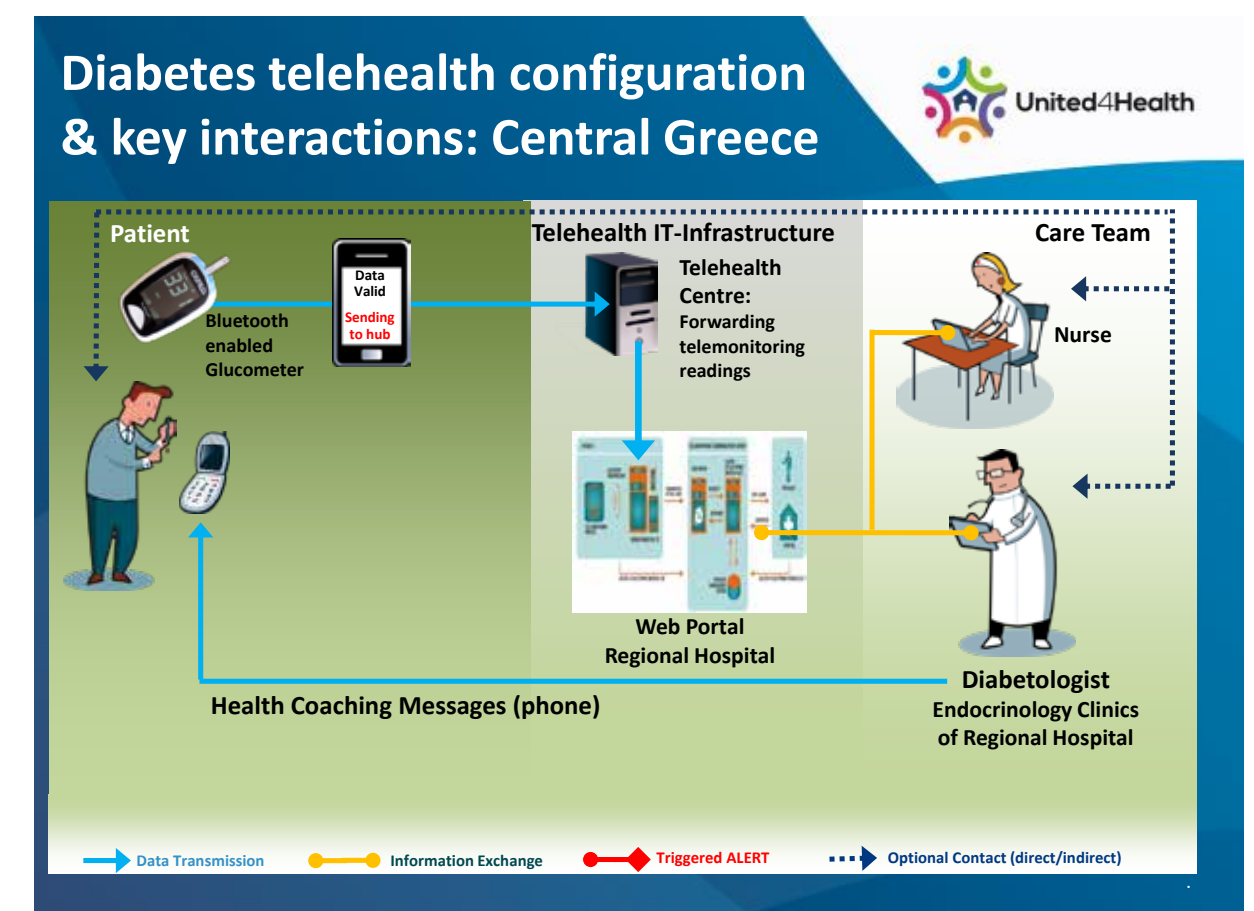 Diabetes telehealth configuration
& key interactions: Central Greece
United4Health
Patient
Telehealth IT-Infrastructure
Care Team
Data
Valid
Sending
to hub
Bluetooth
enabled
Glucometer
Telehealth
Centre:
Forwarding
telemonitoring
readings
Nurse
Web Portal
Regional Hospital
Diabetologist
Endocrinology Clinics
of Regional Hospital
Health Coaching Messages (phone)
Data Transmission
Information Exchange
Triggered ALERT
Optional Contact (direct/indirect)